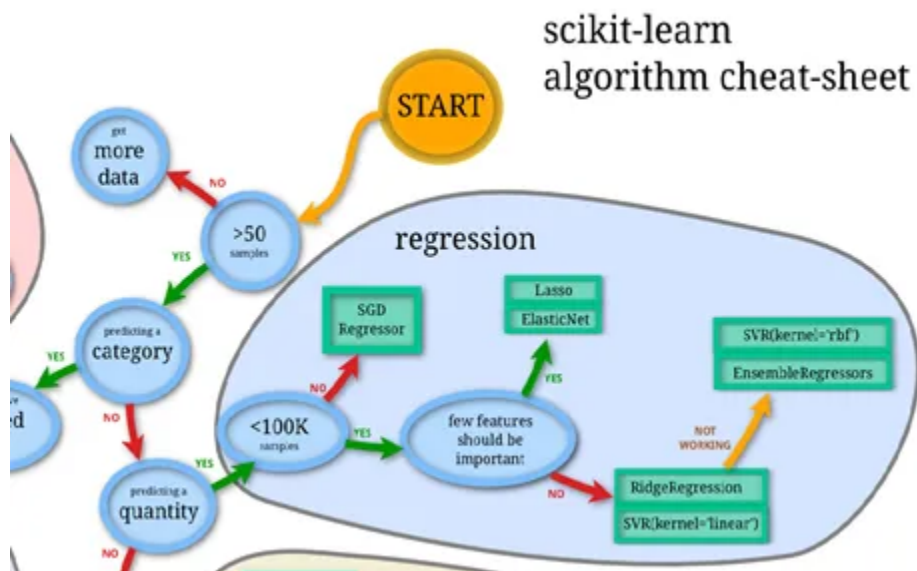 scikit-learn
algorithm cheat-sheet
START
get
more
data
NO
>50
samples
YES
regression
predicting a
category
YES
NO
SGD
Regressor
Lasso
ElasticNet
SVR(kernel='rbf')
EnsembleRegressors
NO
YES
<100K
samples
YES
few features
should be
important
NOT
WORKING
ed
predicting a
quantity
YES
NO
RidgeRegression
SVR(kernel='linear')
NO